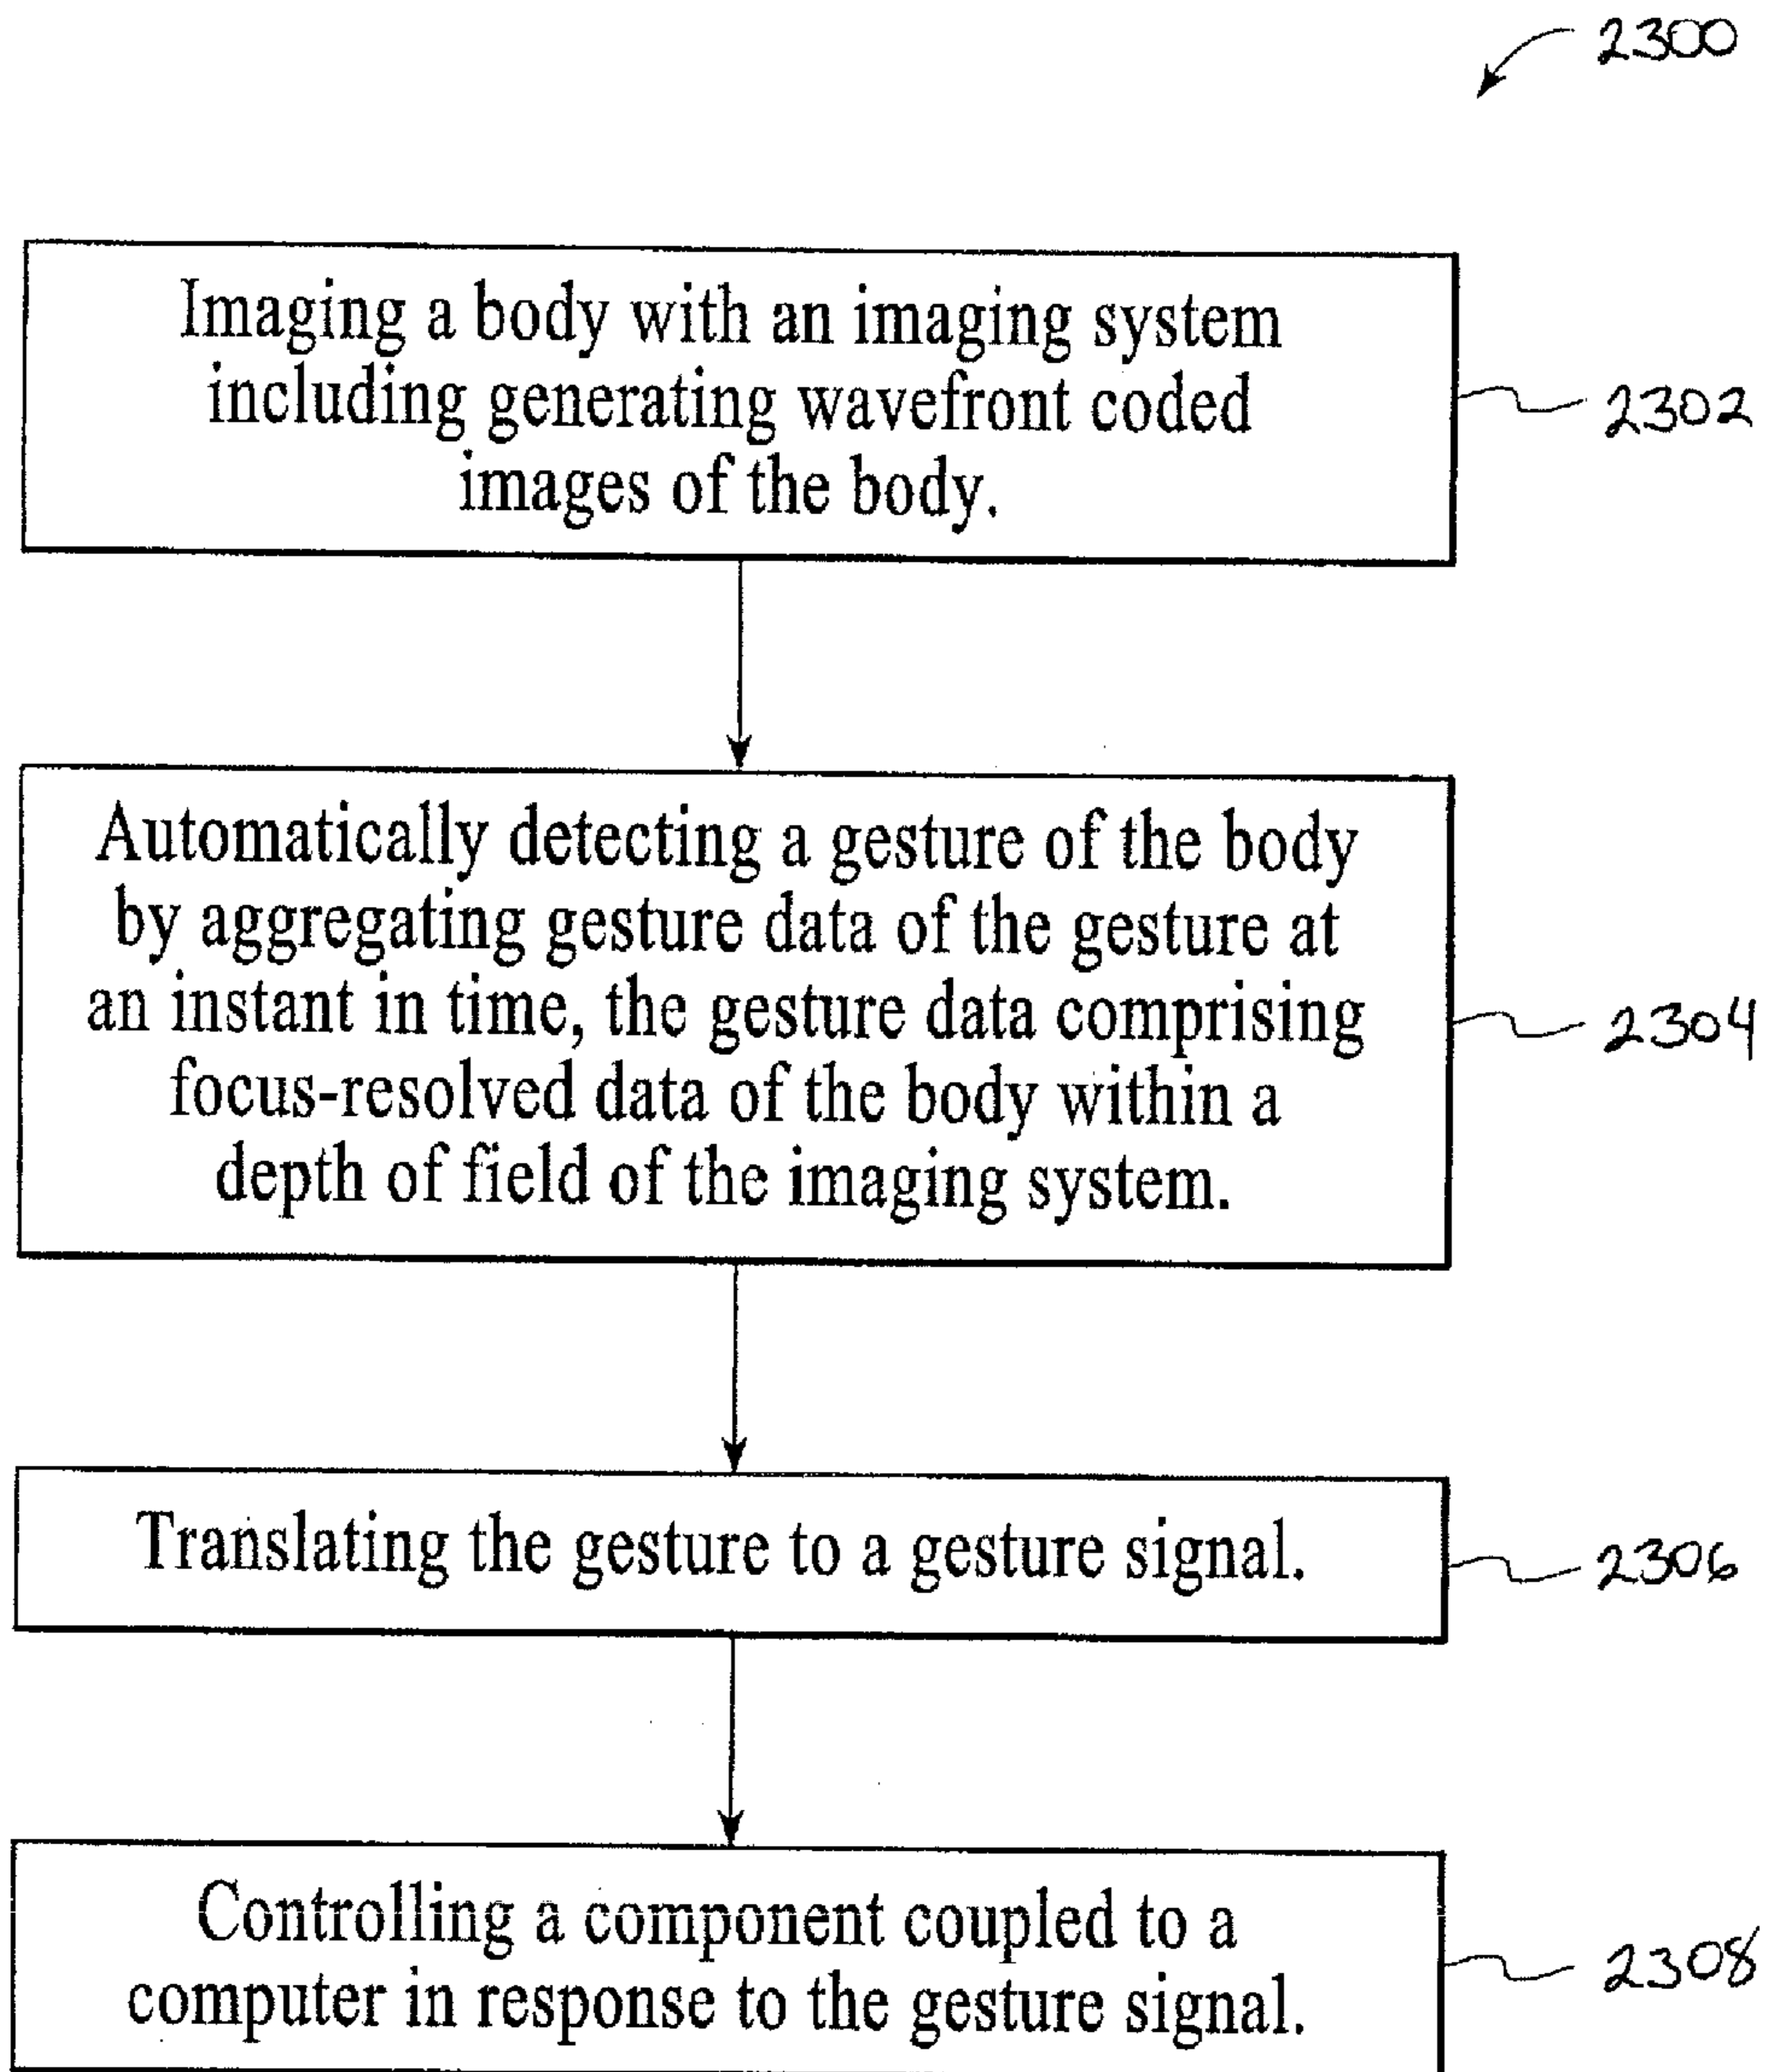 2300
Imaging a body with an imaging system
including generating wavefront coded
images of the body.
2302
Automatically detecting a gesture of the body
by aggregating gesture data of the gesture at
an instant in time, the gesture data comprising
focus-resolved data of the body within a
depth of field of the imaging system.
2304
Translating the gesture to a gesture signal.
2306
Controlling a component coupled to a
computer in response to the gesture signal.
2308